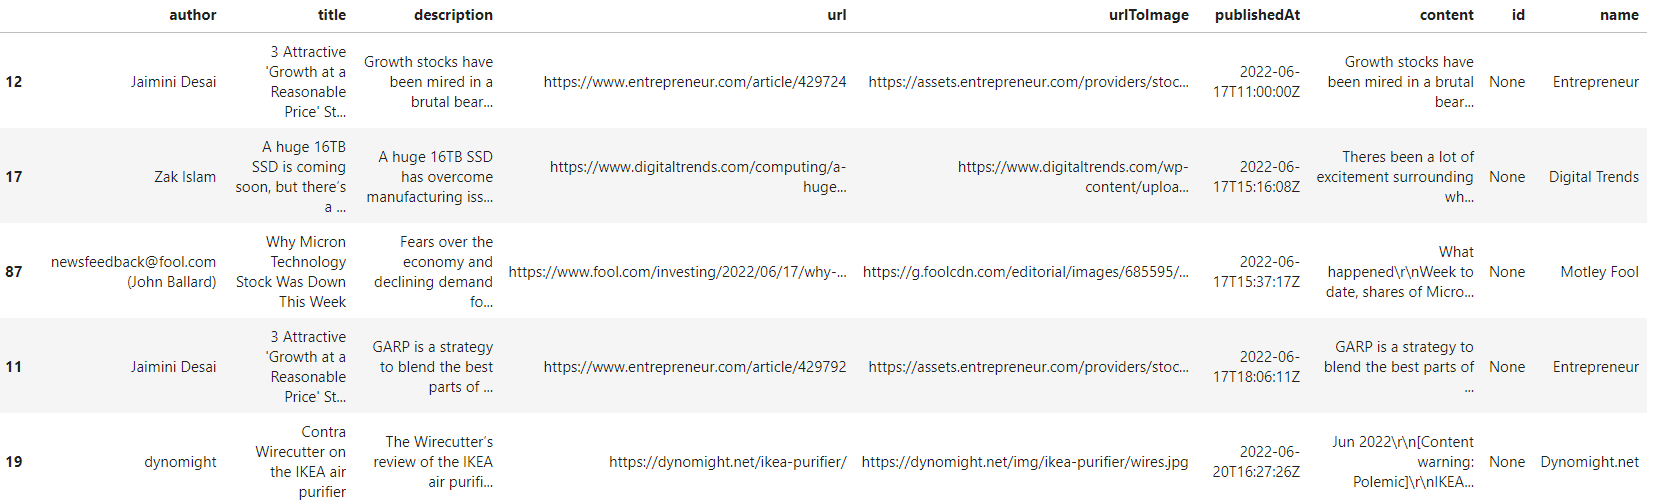 author title description url urlToImage publishedAt content id name
12 Jaimini Desai 3 Attractive 'Growth at a Reasonable Price' St... Growth stocks have been mired in a brutal bear... https://www.entrepreneur.com/article/429724 https://assets.entrepreneur.com/providers/stoc... 2022-06-17T11:00:00Z Growth stocks have been mired in a brutal bear... None Entrepreneur
17 Zak Islam A huge 16TB SSD is coming soon, but there’s a ... A huge 16TB SSD has overcome manufacturing iss... https://www.digitaltrends.com/computing/a-huge... https://www.digitaltrends.com/wp-content/uploa... 2022-06-17T15:16:08Z Theres been a lot of excitement surrounding wh... None Digital Trends
87 newsfeedback@fool.com (John Ballard) Why Micron Technology Stock Was Down This Week Fears over the economy and declining demand fo... https://www.fool.com/investing/2022/06/17/why-... https://g.foolcdn.com/editorial/images/685595/... 2022-06-17T15:37:17Z What happened\r\nWeek to date, shares of Micro... None Motley Fool
11 Jaimini Desai 3 Attractive 'Growth at a Reasonable Price' St... GARP is a strategy to blend the best parts of ... https://www.entrepreneur.com/article/429792 https://assets.entrepreneur.com/providers/stoc... 2022-06-17T18:06:11Z GARP is a strategy to blend the best parts of ... None Entrepreneur
19 dynomight Contra Wirecutter on the IKEA air purifier The Wirecutter’s review of the IKEA air purifi... https://dynomight.net/ikea-purifier/ https://dynomight.net/img/ikea-purifier/wires.jpg 2022-06-20T16:27:26Z Jun 2022\r\n[Content warning: Polemic]\r\nIKEA... None Dynomight.net